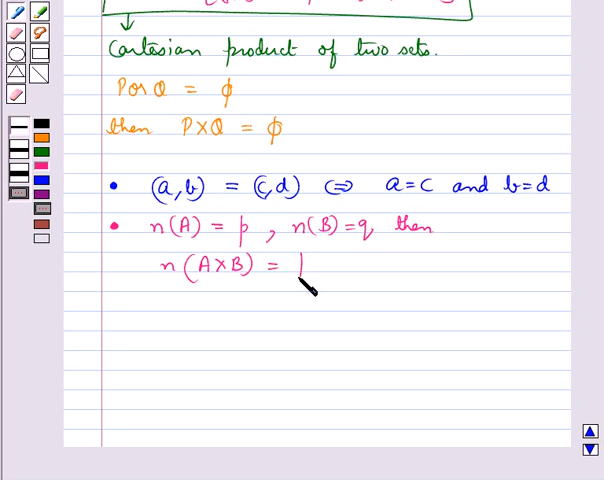 Cartesian product of two sets.
P or Q = ϕ
then P×Q = ϕ
• (a,b) = (c,d) ⇔ a=c and b=d
• n(A) = p, n(B)=q, then
n(A×B) =